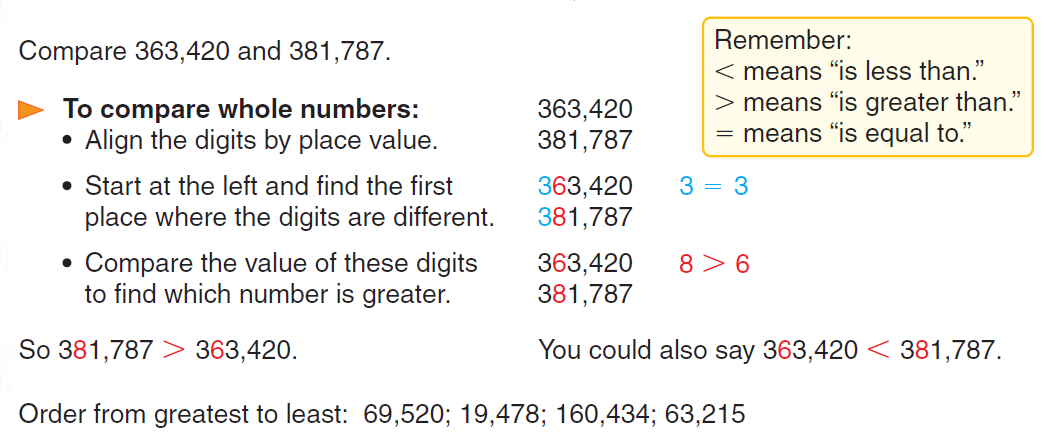 Compare 363,420 and 381,787.
Remember:
< means “is less than.”
> means “is greater than.”
= means “is equal to.”
To compare whole numbers:
• Align the digits by place value.
363,420
381,787
• Start at the left and find the first
place where the digits are different.
363,420 3 = 3
381,787
• Compare the value of these digits
to find which number is greater.
363,420 8 > 6
381,787
So 381,787 > 363,420.
You could also say 363,420 < 381,787.
Order from greatest to least: 69,520; 19,478; 160,434; 63,215